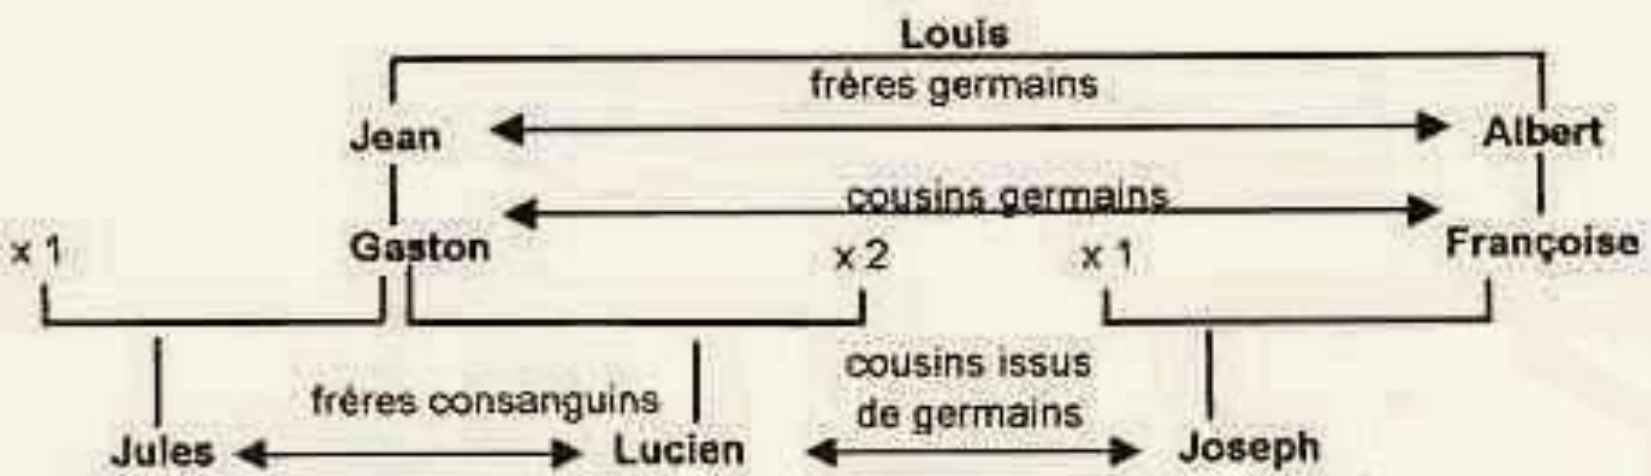 Louis
frères germains
Jean
Albert
cousins germains
x 1
Gaston
x 2
x 1
Françoise
frères consanguins
cousins issus
de germains
Jules
Lucien
Joseph